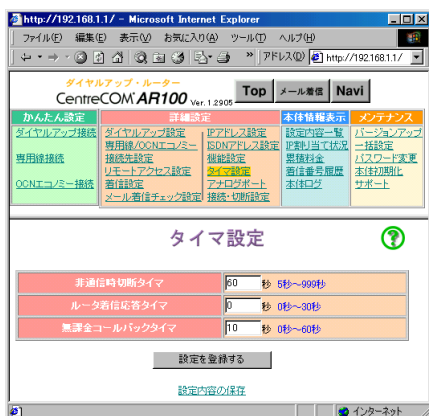 http://192.168.1.1/ - Microsoft Internet Explorer
ファイル(F) 編集(E) 表示(V) お気に入り(A) ツール(T) ヘルプ(H)
» アドレス(D) http://192.168.1.1/
ダイヤルアップ・ルーター
CentreCOM AR100 Ver. 1.2905
Top メール着信 Navi
かんたん設定 詳細設定 本体情報表示 メンテナンス
ダイヤルアップ接続 ダイヤルアップ設定 IPアドレス設定 設定内容一覧 バージョンアップ
専用線/OCNエコノミー ISDNアドレス設定 IP割り当て状況 一括設定
専用線接続 接続先設定 機能設定 累積料金 パスワード変更
リモートアクセス設定 タイマ設定 着信番号履歴 本体初期化
OCNエコノミー接続 着信設定 アナログポート 本体ログ サポート
メール着信チェック設定 接続・切断設定
タイマ設定 ?
非通信時切断タイマ 60 秒 5秒～999秒
ルータ着信応答タイマ 0 秒 0秒～30秒
無課金コールバックタイマ 10 秒 0秒～60秒
設定を登録する
設定内容の保存
インターネット